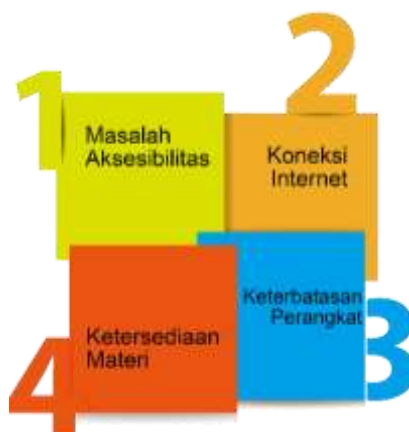 1
Masalah
Aksesibilitas
2
Koneksi
Internet
3
Keterbatasan
Perangkat
4
Ketersediaan
Materi